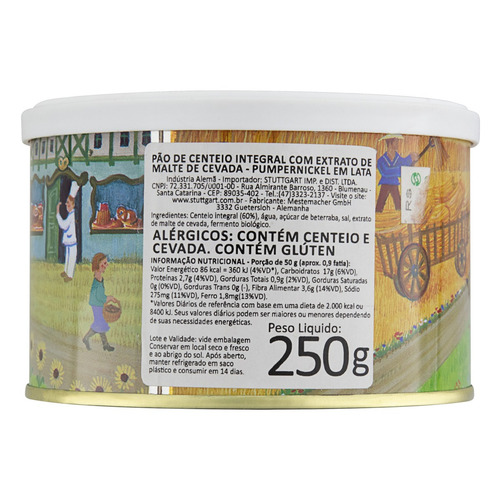 PÃO DE CENTEIO INTEGRAL COM EXTRATO DE
MALTE DE CEVADA - PUMPERNICKEL EM LATA
Indústria Alemã - Importador: STUTTGART IMP. e DIST. LTDA.
CNPJ: 72.331.705/0001-00 - Rua Almirante Barroso, 1360 - Blumenau -
Santa Catarina - CEP: 89035-402 - Tel.:(47)3323-2137 - Site:
www.stuttgart.com.br - Fabricante: Mestemacher GmbH
3332 Guetersloh - Alemanha
Ingredientes: Centeio integral (60%), água, açúcar de beterraba, sal, extrato
de malte de cevada, fermento biológico.
ALÉRGICOS: CONTÉM CENTEIO E
CEVADA. CONTÉM GLÚTEN
INFORMAÇÃO NUTRICIONAL - Porção de 50 g (aprox. 0,9 fatia):
Valor Energético 86 kcal = 360 kJ (4%VD*), Carboidratos 17g (6%VD),
Proteínas 2,7g (4%VD), Gorduras Totais 0,9g (2%VD), Gorduras Saturadas
0g (0%VD), Gorduras Trans 0g (-), Fibra Alimentar 3,6g (14%VD), Sódio
275mg (11%VD), Ferro 1,8mg(13%VD).
*Valores Diários de referência com base em uma dieta de 2.000 kcal ou
8400 kJ. Seus valores diários podem ser maiores ou menores dependendo
de suas necessidades energéticas.
Peso Líquido:
250g
Lote e Validade: vide embalagem
Conservar em local seco e fresco
e ao abrigo do sol. Após aberto,
manter refrigerado em saco
plástico e consumir em 14 dias.